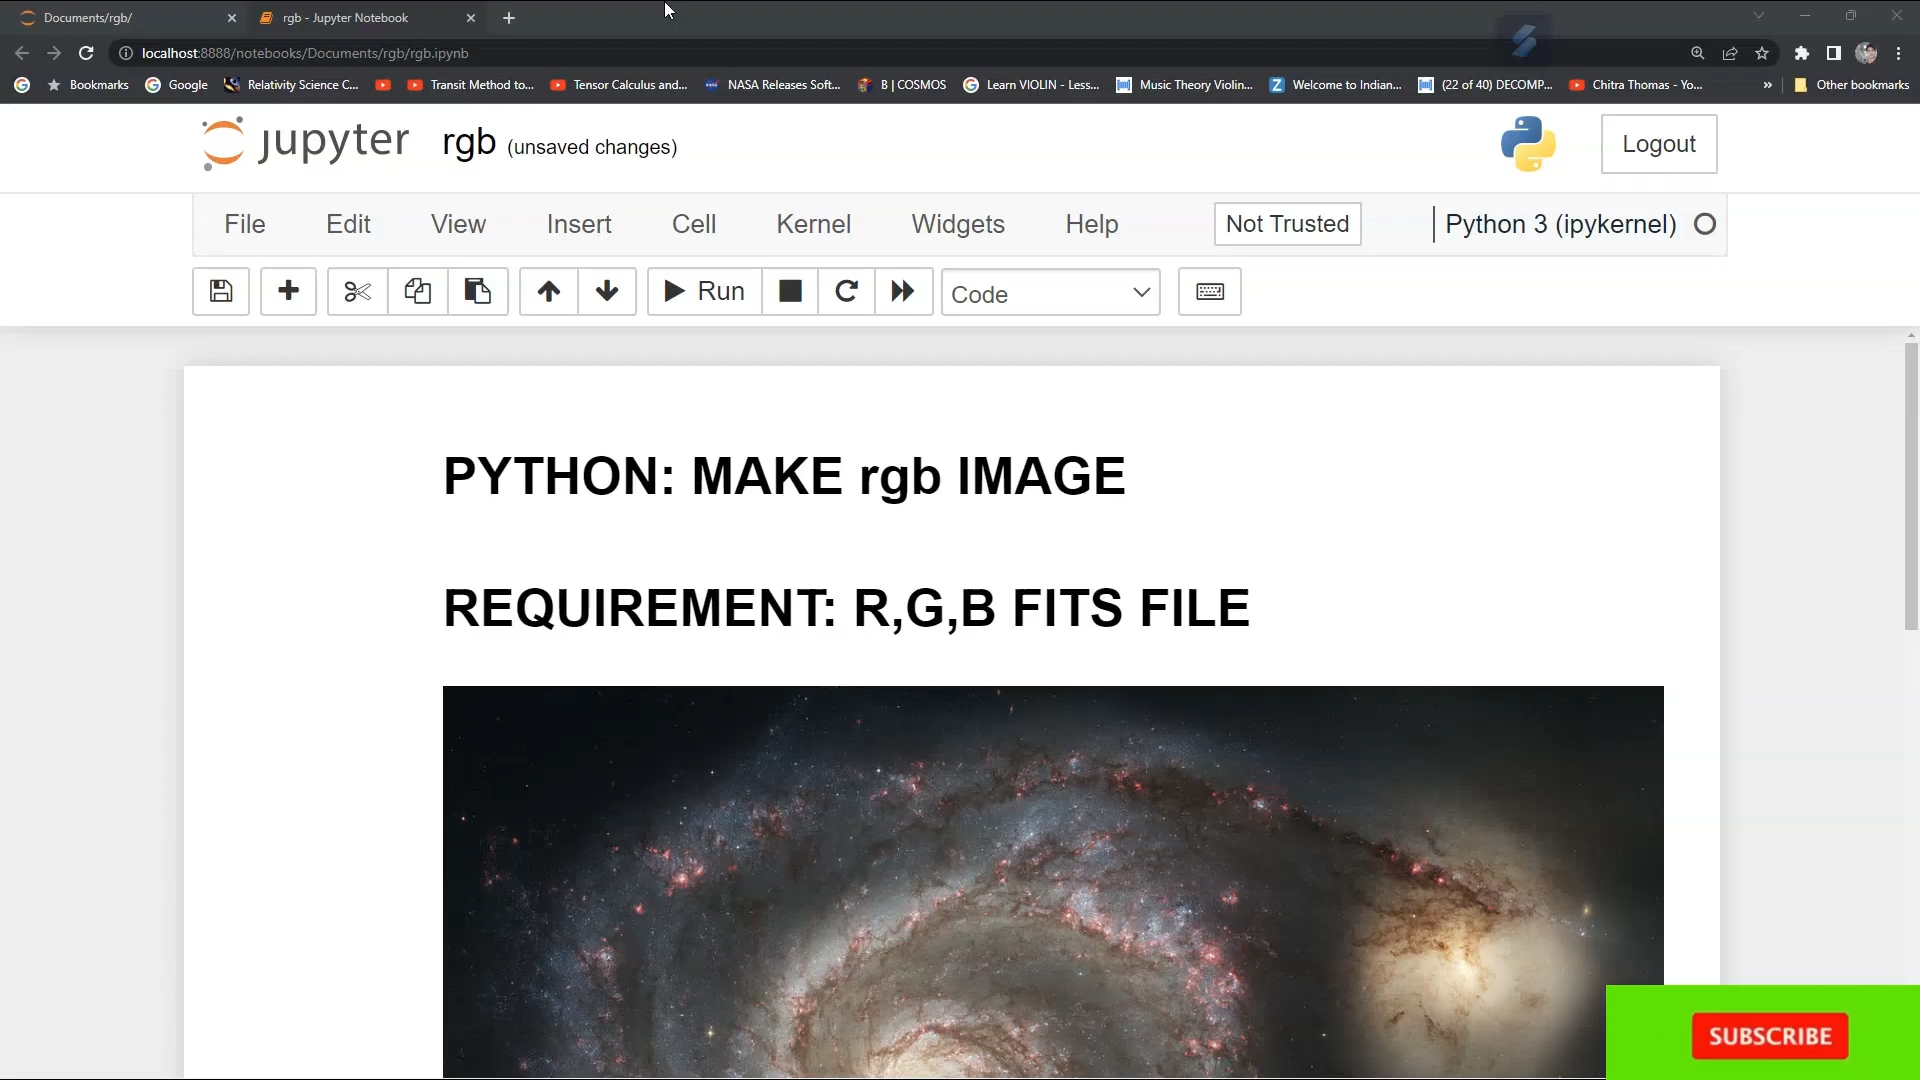 Documents/rgb/
rgb - Jupyter Notebook
localhost:8888/notebooks/Documents/rgb/rgb.ipynb
Bookmarks
Google
Relativity Science C...
Transit Method to...
Tensor Calculus and...
NASA Releases Soft...
B | COSMOS
Learn VIOLIN - Less...
Music Theory Violin...
Welcome to Indian...
(22 of 40) DECOMP...
Chitra Thomas - Yo...
»
Other bookmarks
jupyter
rgb (unsaved changes)
Logout
File
Edit
View
Insert
Cell
Kernel
Widgets
Help
Not Trusted
Python 3 (ipykernel)
Run
Code
PYTHON: MAKE rgb IMAGE
REQUIREMENT: R,G,B FITS FILE
SUBSCRIBE